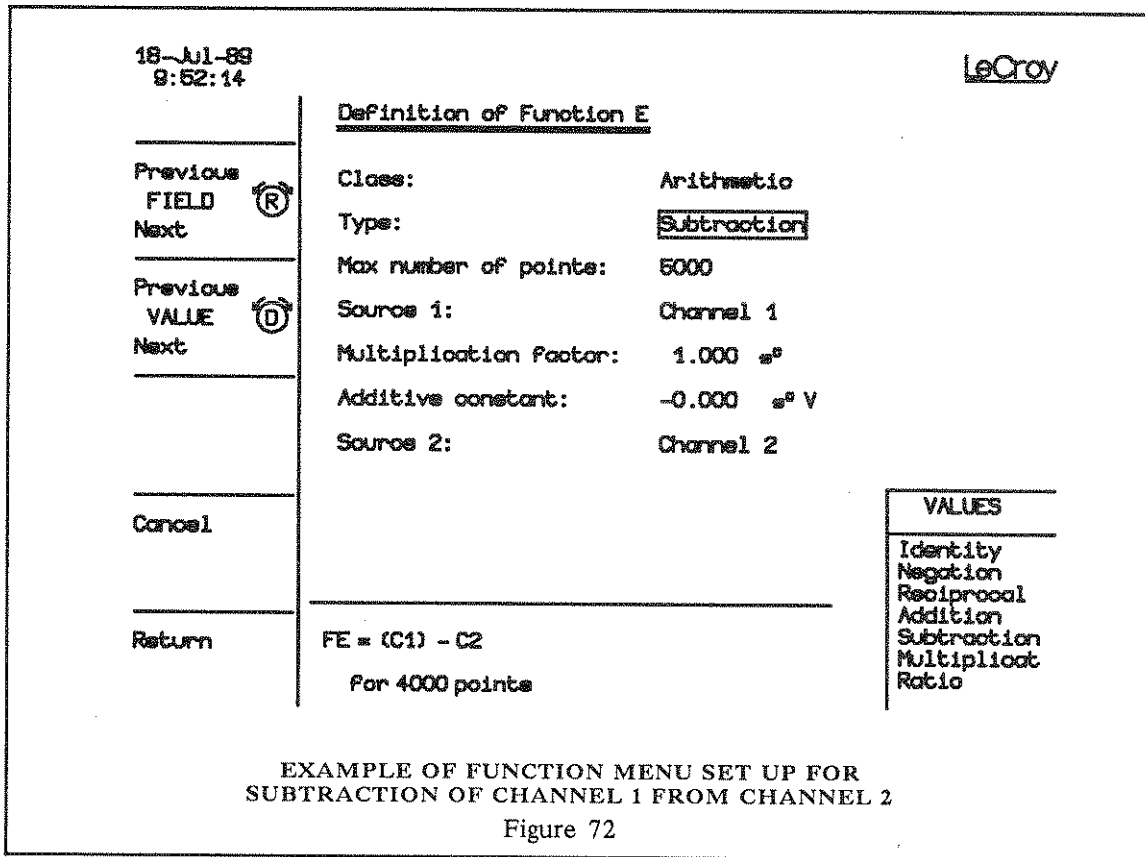 18-Jul-89
9:52:14
LeCroy
Definition of Function E
Previous
FIELD R
Next
Previous
VALUE D
Next
Cancel
Return
Class: Arithmetic
Type: Subtraction
Max number of points: 5000
Source 1: Channel 1
Multiplication factor: 1.000
Additive constant: -0.000 V
Source 2: Channel 2
FE = (C1) - C2
for 4000 points
VALUES
Identity
Negation
Reciprocal
Addition
Subtraction
Multiplicat
Ratio
EXAMPLE OF FUNCTION MENU SET UP FOR
SUBTRACTION OF CHANNEL 1 FROM CHANNEL 2
Figure 72